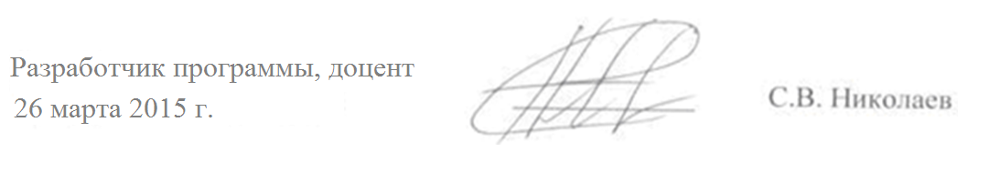 Разработчик программы, доцент
26 марта 2015 г.
С.В. Николаев